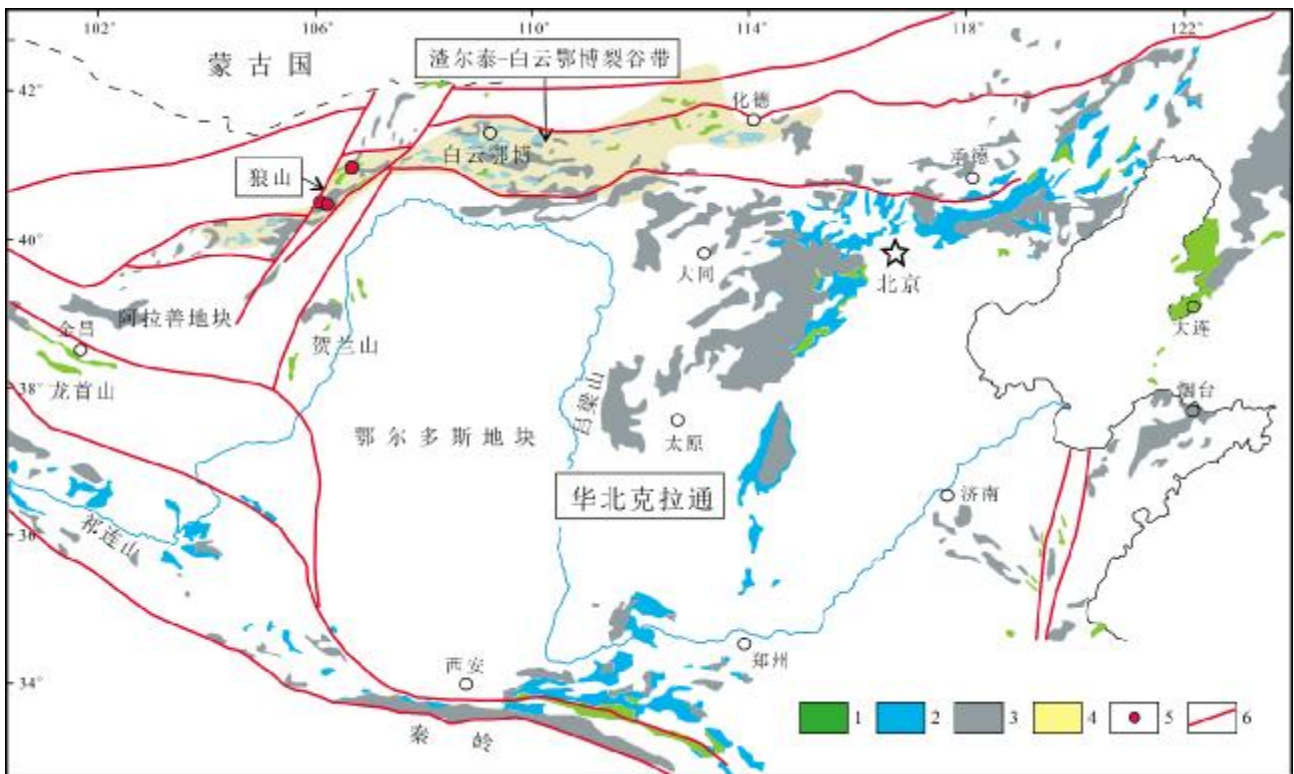 102°
106°
110°
114°
118°
122°
蒙古国
渣尔泰-白云鄂博裂谷带
42°
化德
白云鄂博
承德
狼山
40°
大同
北京
阿拉善地块
金昌
贺兰山
大连
龙首山
38°
烟台
吕梁山
鄂尔多斯地块
太原
华北克拉通
济南
祁连山
36°
郑州
西安
34°
秦岭
1
2
3
4
5
6